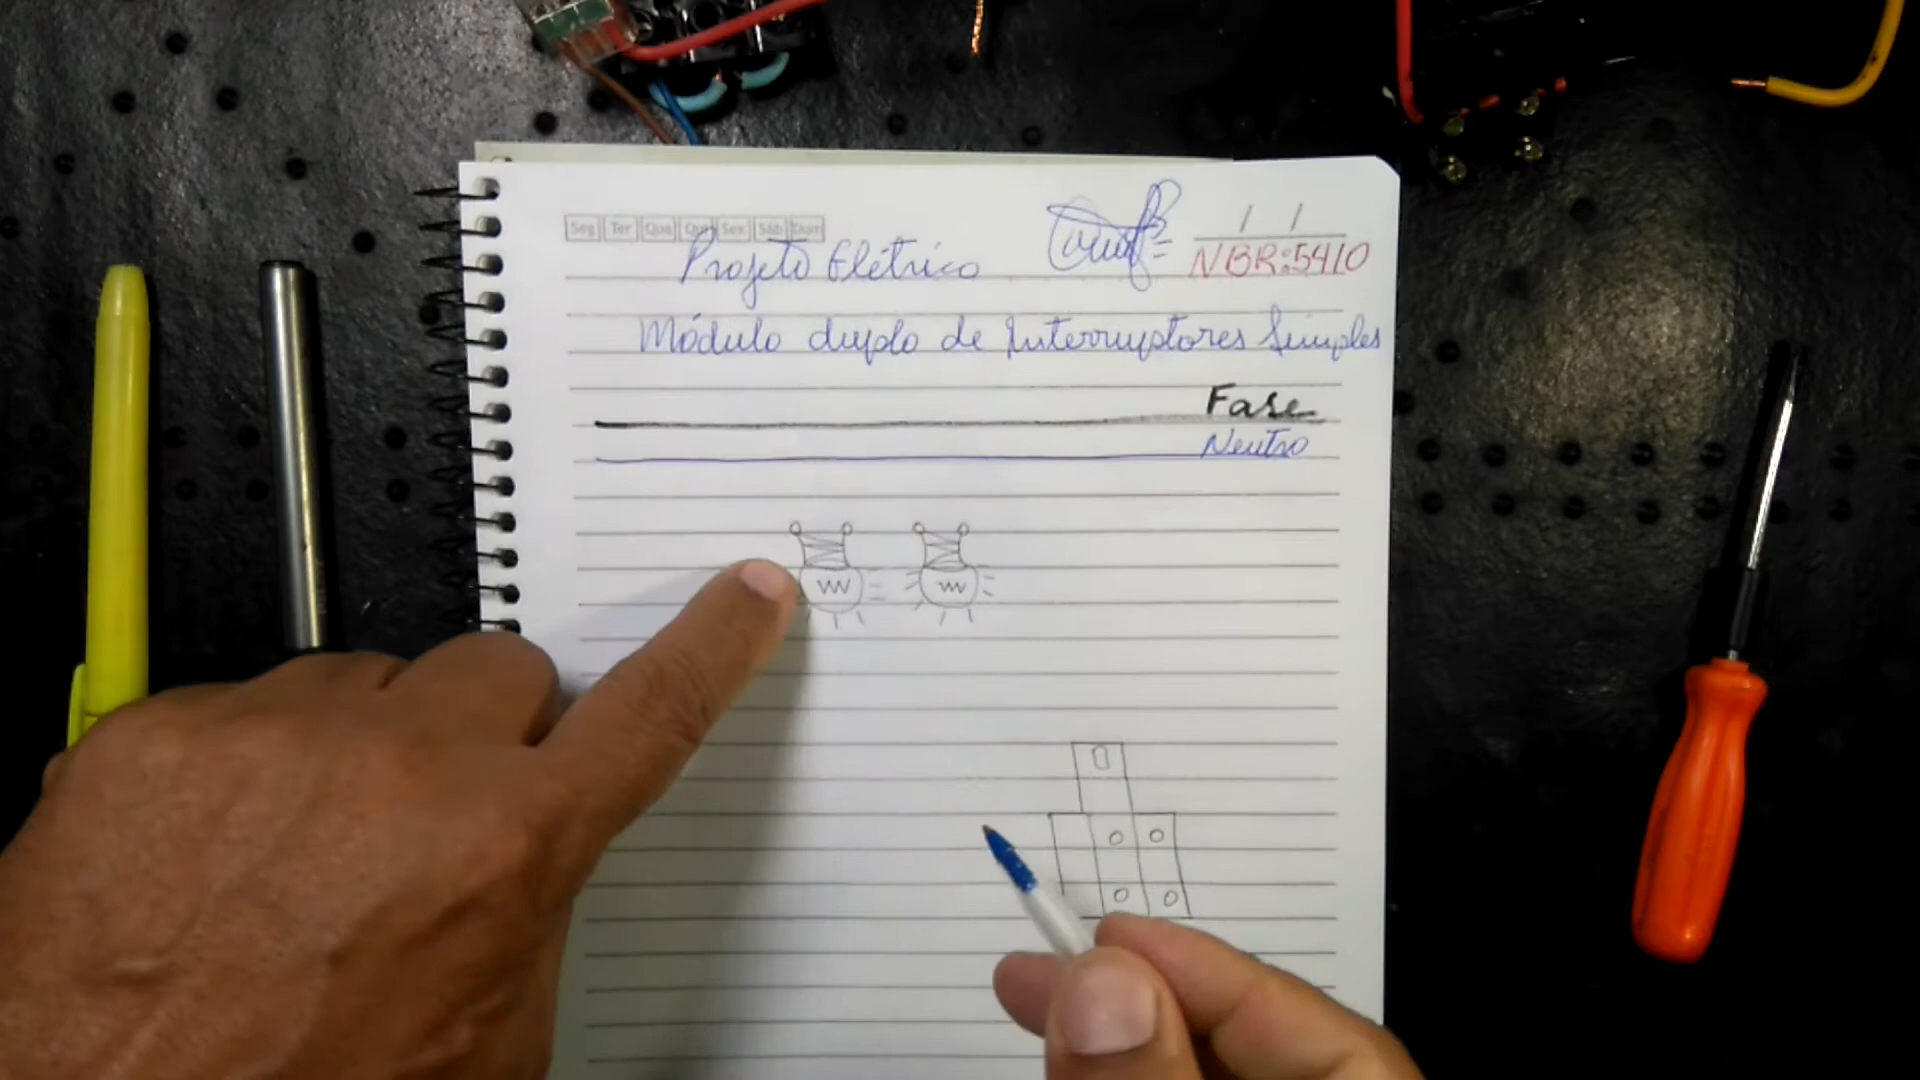 Seg Ter Qua Qui Sex Sáb Dom
Projeto Elétrico
NBR:5410
Módulo duplo de Interruptores Simples
Fase
Neutro